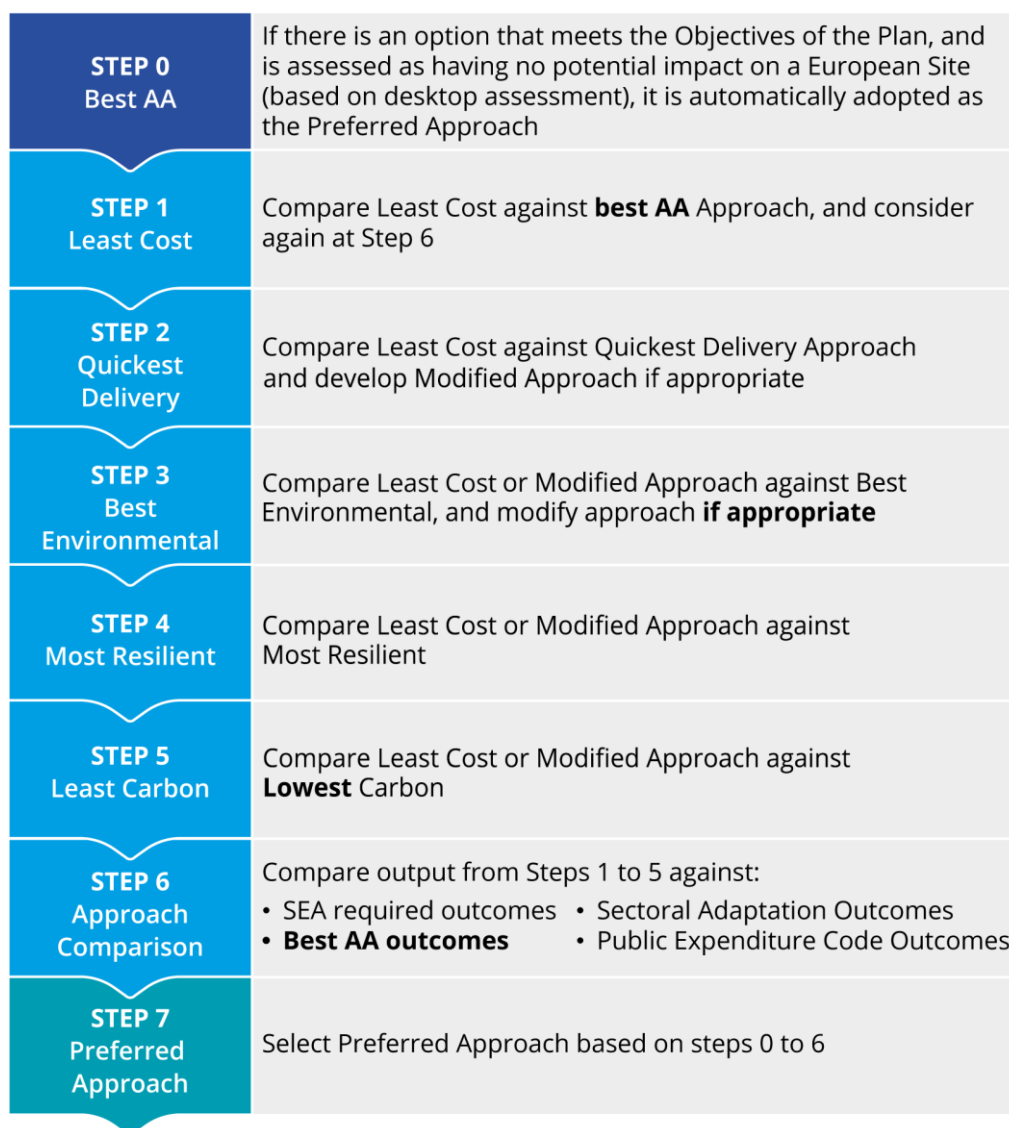 STEP 0
Best AA
If there is an option that meets the Objectives of the Plan, and
is assessed as having no potential impact on a European Site
(based on desktop assessment), it is automatically adopted as
the Preferred Approach
STEP 1
Least Cost
Compare Least Cost against best AA Approach, and consider
again at Step 6
STEP 2
Quickest
Delivery
Compare Least Cost against Quickest Delivery Approach
and develop Modified Approach if appropriate
STEP 3
Best
Environmental
Compare Least Cost or Modified Approach against Best
Environmental, and modify approach if appropriate
STEP 4
Most Resilient
Compare Least Cost or Modified Approach against
Most Resilient
STEP 5
Least Carbon
Compare Least Cost or Modified Approach against
Lowest Carbon
STEP 6
Approach
Comparison
Compare output from Steps 1 to 5 against:
• SEA required outcomes • Sectoral Adaptation Outcomes
• Best AA outcomes • Public Expenditure Code Outcomes
STEP 7
Preferred
Approach
Select Preferred Approach based on steps 0 to 6